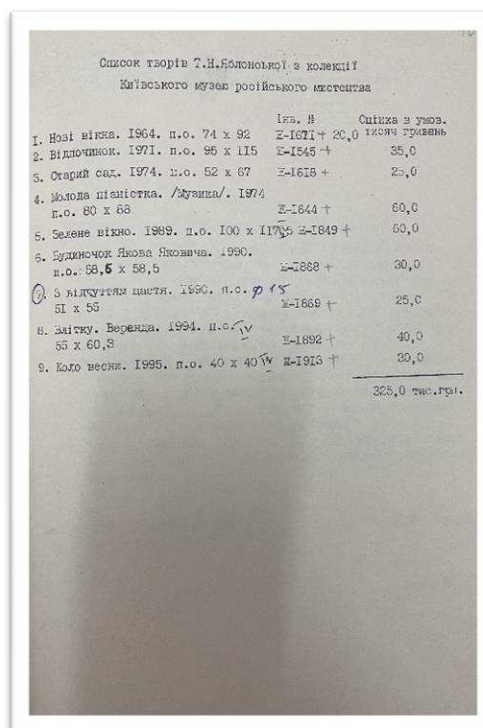 Список творів Т.Н.Яблонської з колекції
Київського музею російського мистецтва
Інв. № Оцінка в умов. тисяч гривень
1. Нові вікна. 1964. п.о. 74 х 92 Ж-1671 + 20,0
2. Відпочинок. 1971. п.о. 95 х 115 Ж-1545 + 35,0
3. Старий сад. 1974. п.о. 52 х 67 Ж-1618 + 25,0
4. Молода піаністка. /Музика/. 1974
п.о. 80 х 88 Ж-1644 + 60,0
5. Зелене вікно. 1989. п.о. 100 х Ж-1849 + 60,0
6. Будиночок Якова Яковича. 1990.
п.о. 58,5 х 58,5 Ж-1868 + 30,0
7. З відчуттям щастя. 1990. п.о. ф 15
51 х 55 Ж-1869 + 25,0
8. Влітку. Веранда. 1994. п.о. IV
55 х 60,3 Ж-1892 + 40,0
9. Коло весни. 1995. п.о. 40 х 40 IV Ж-1913 + 30,0
325,0 тис.грн.